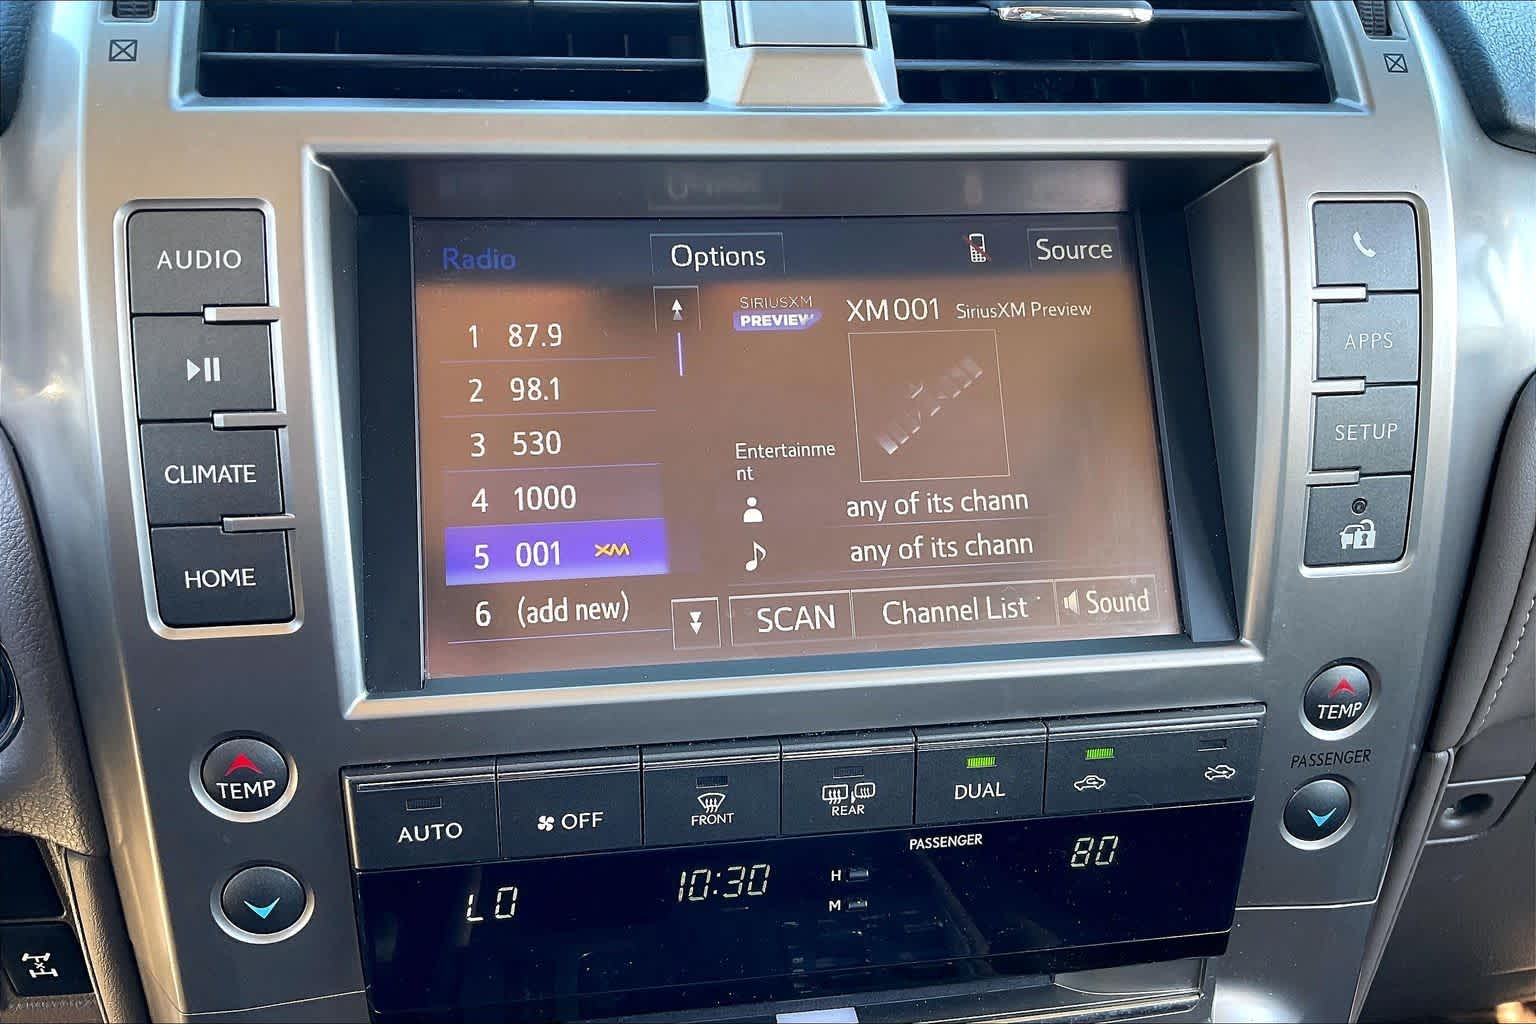 AUDIO
CLIMATE
HOME
Radio
Options
Source
1 87.9
2 98.1
3 530
4 1000
5 001 XM
6 (add new)
SIRIUSXM
PREVIEW
XM001 SiriusXM Preview
Entertainme
nt
any of its chann
any of its chann
SCAN
Channel List
Sound
APPS
SETUP
TEMP
TEMP
PASSENGER
AUTO
OFF
FRONT
REAR
DUAL
PASSENGER
LO
10:30
H
M
80